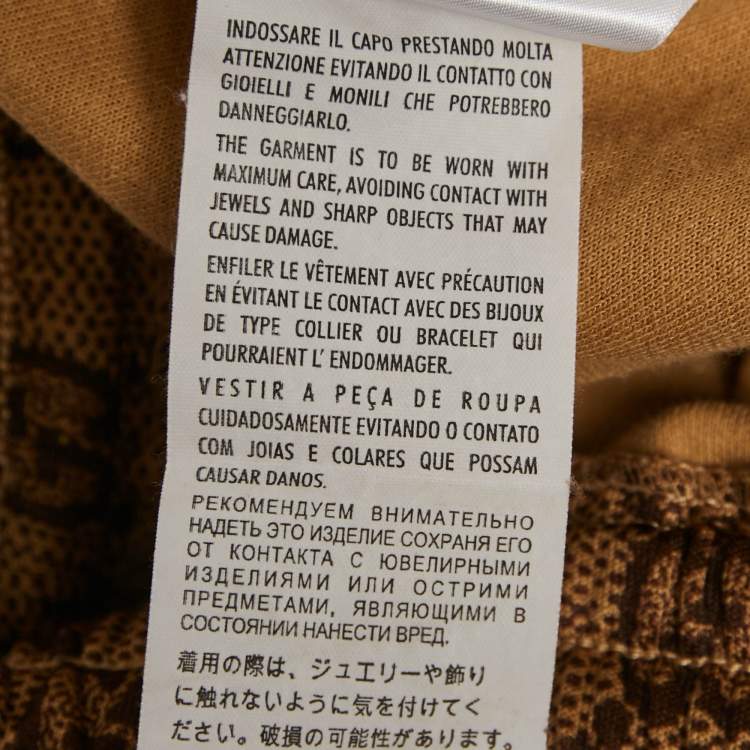 INDOSSARE IL CAPO PRESTANDO MOLTA
ATTENZIONE EVITANDO IL CONTATTO CON
GIOIELLI E MONILI CHE POTREBBERO
DANNEGGIARLO.
THE GARMENT IS TO BE WORN WITH
MAXIMUM CARE, AVOIDING CONTACT WITH
JEWELS AND SHARP OBJECTS THAT MAY
CAUSE DAMAGE.
ENFILER LE VÊTEMENT AVEC PRÉCAUTION
EN ÉVITANT LE CONTACT AVEC DES BIJOUX
DE TYPE COLLIER OU BRACELET QUI
POURRAIENT L' ENDOMMAGER.
VESTIR A PEÇA DE ROUPA
CUIDADOSAMENTE EVITANDO O CONTATO
COM JOIAS E COLARES QUE POSSAM
CAUSAR DANOS.
РЕКОМЕНДУЕМ ВНИМАТЕЛЬНО
НАДЕТЬ ЭТО ИЗДЕЛИЕ СОХРАНЯ ЕГО
ОТ КОНТАКТА С ЮВЕЛИРНЫМИ
ИЗДЕЛИЯМИ ИЛИ ОСТРИМИ
ПРЕДМЕТАМИ, ЯВЛЯЮЩИМИ В
СОСТОЯНИИ НАНЕСТИ ВРЕД.
着用の際は、ジュエリーや飾り
に触れないように気を付けてく
ださい。破損の可能性があります。